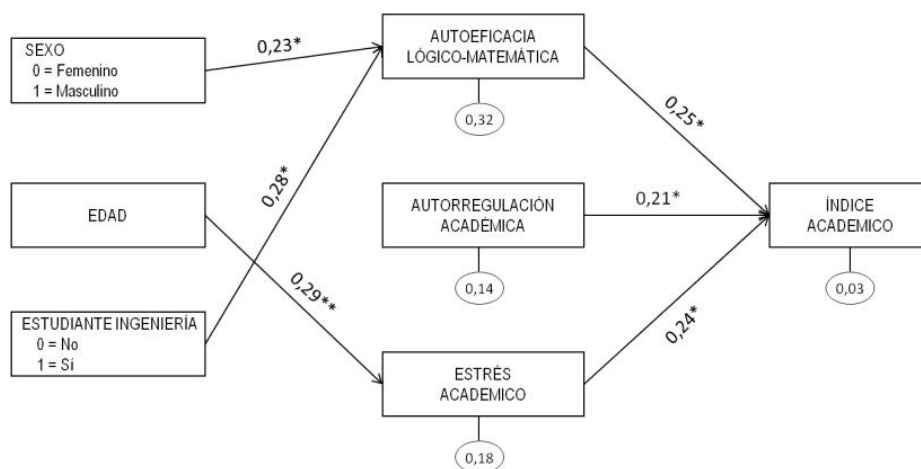 SEXO
0 = Femenino
1 = Masculino
0,23*
AUTOEFICACIA
LÓGICO-MATEMÁTICA
0,32
0,25*
EDAD
0,28*
AUTORREGULACIÓN
ACADÉMICA
0,14
0,21*
ÍNDICE
ACADEMICO
0,03
0,29**
ESTUDIANTE INGENIERÍA
0 = No
1 = Sí
ESTRÉS
ACADEMICO
0,18
0,24*